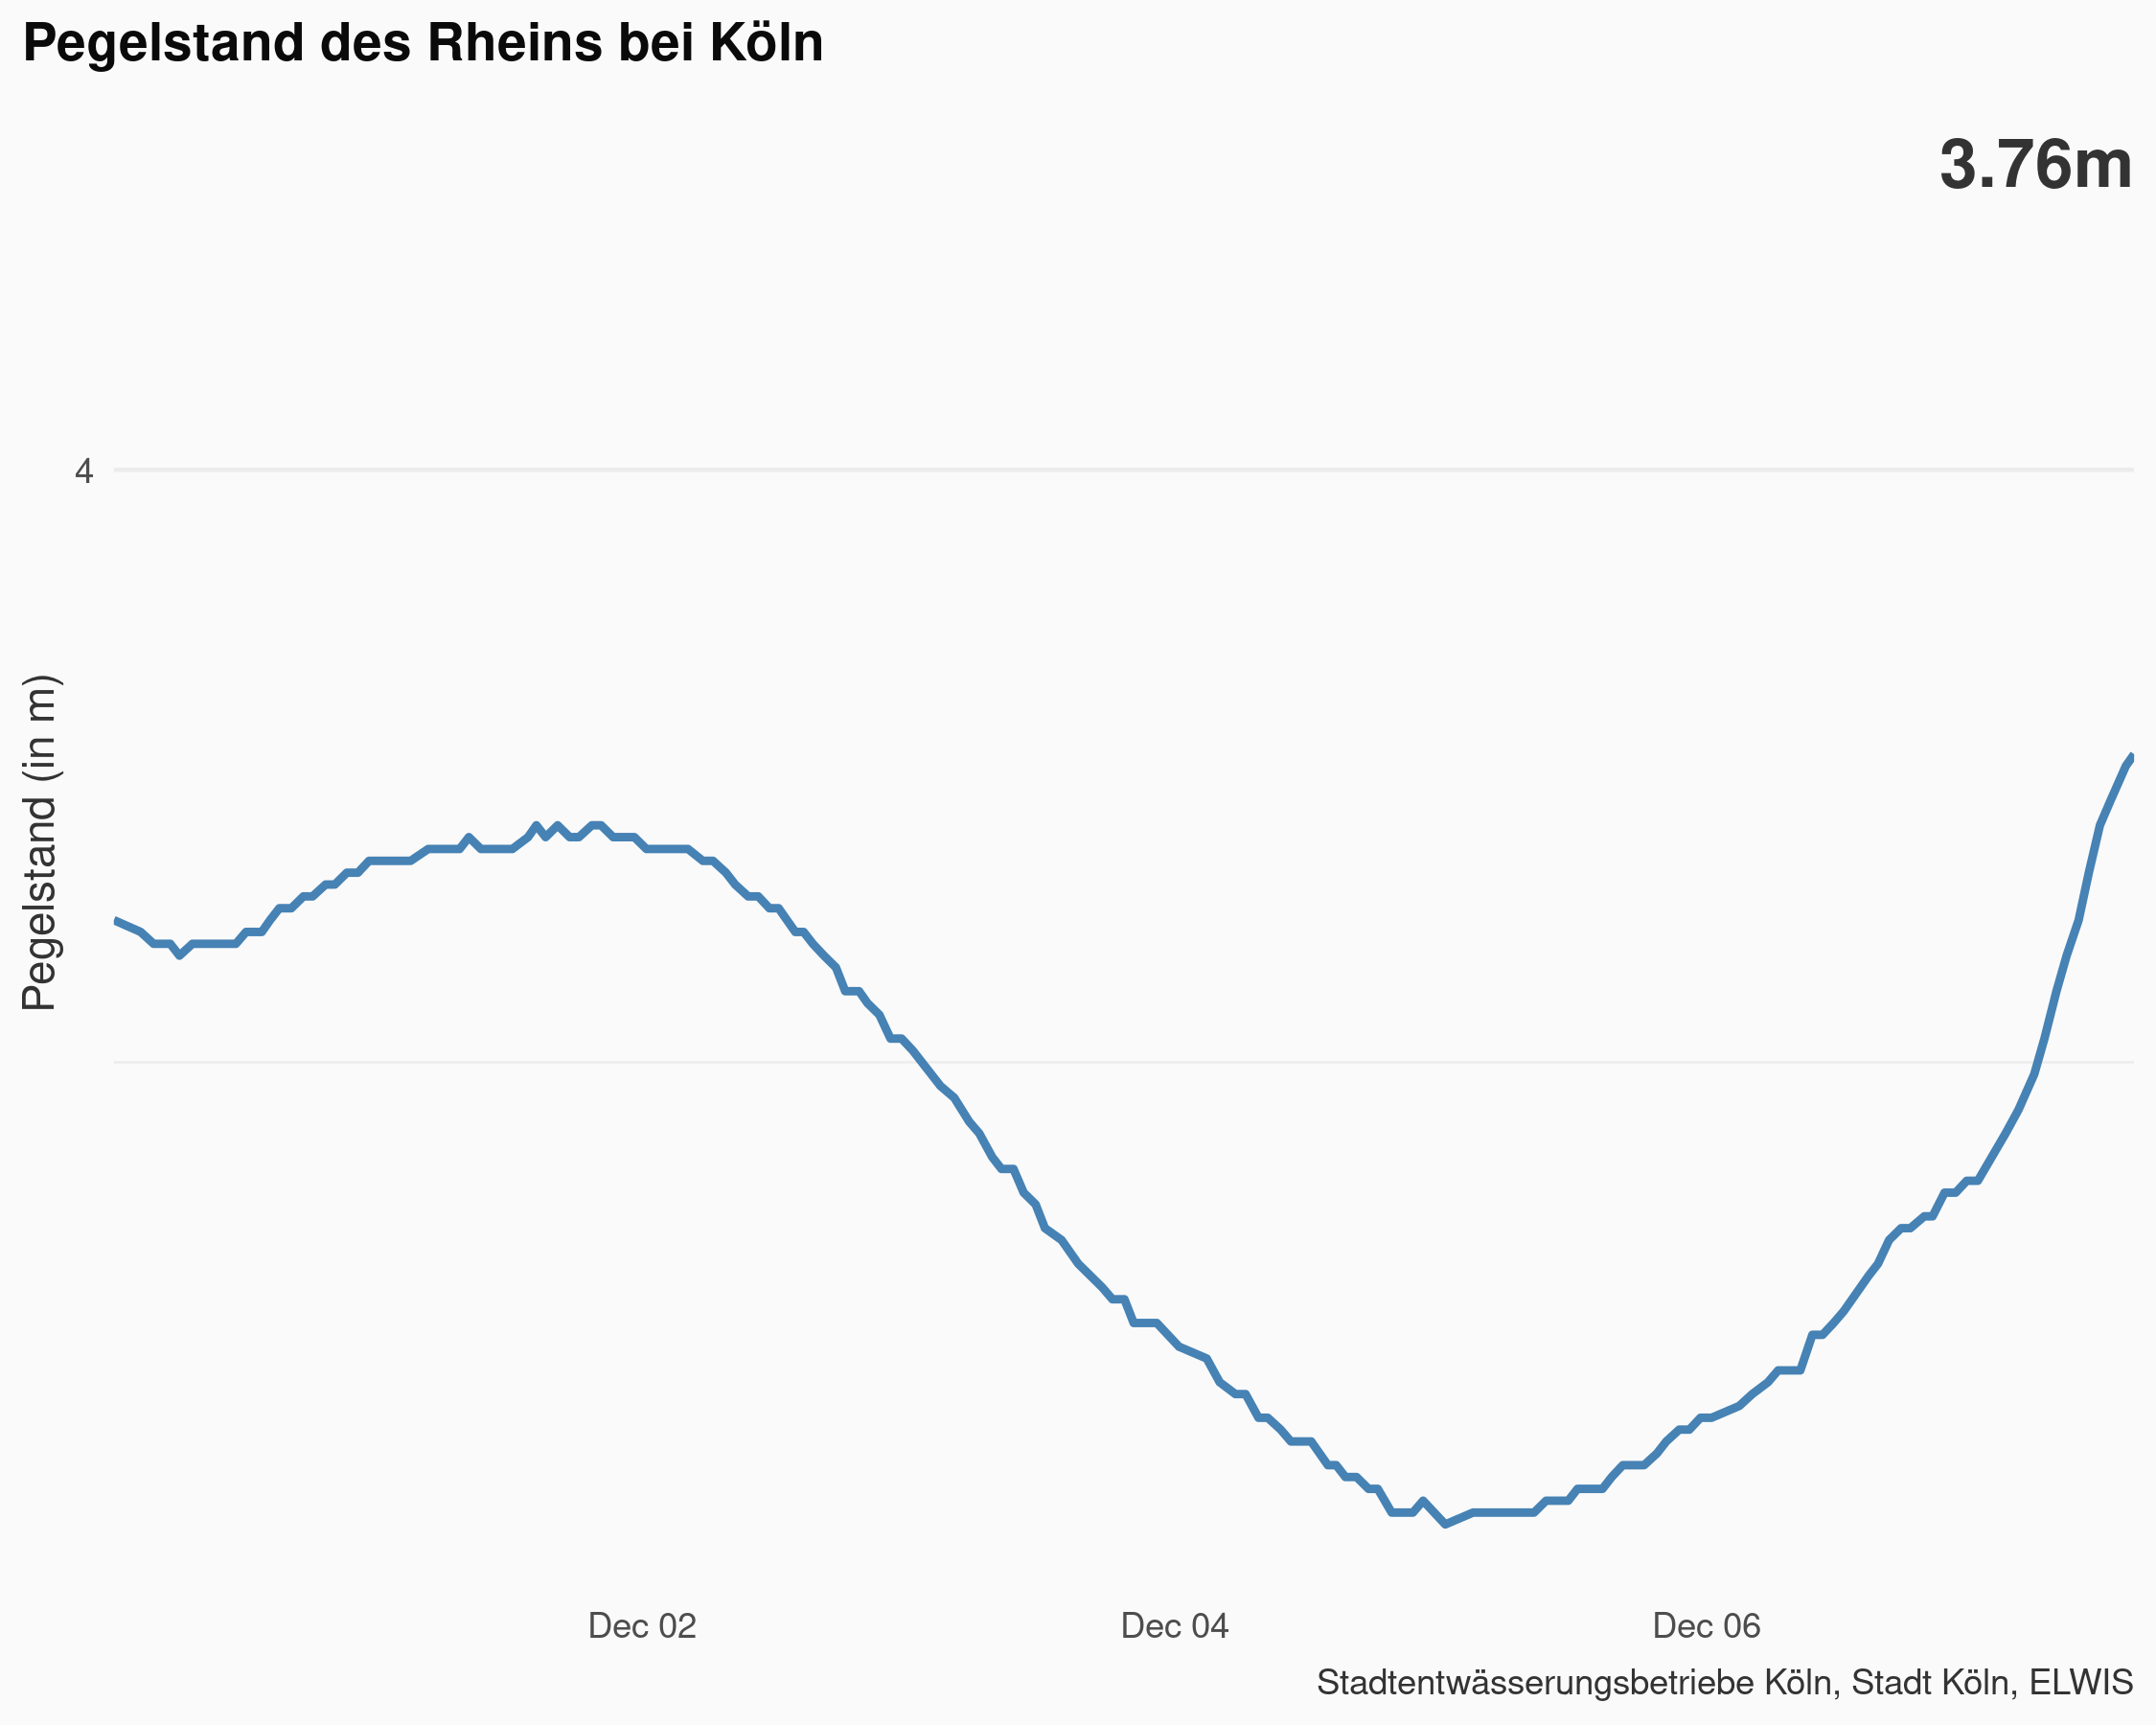 Pegelstand des Rheins bei Köln
3.76m
4
Pegelstand (in m)
Dec 02
Dec 04
Dec 06
Stadtentwässerungsbetriebe Köln, Stadt Köln, ELWIS